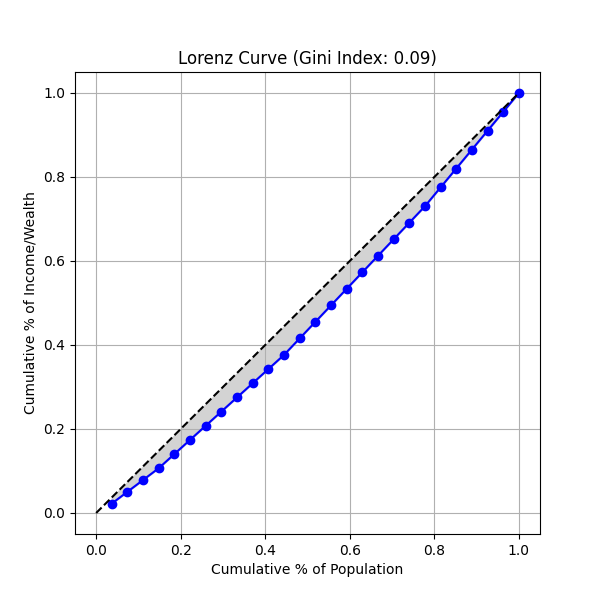 Lorenz Curve (Gini Index: 0.09)
1.0
0.8
0.6
0.4
0.2
0.0
Cumulative % of Income/Wealth
0.0 0.2 0.4 0.6 0.8 1.0
Cumulative % of Population